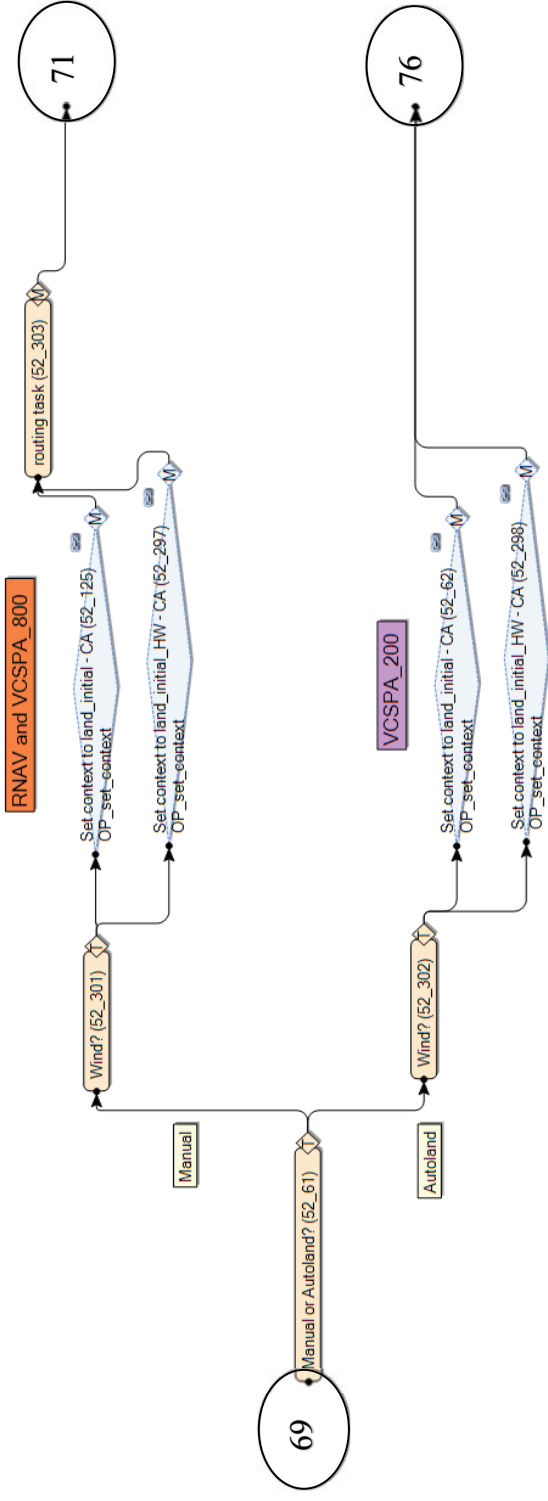 69
Manual or Autoland? (52_61)
T
Manual
Autoland
Wind? (52_301)
T
RNAV and VCSPA_800
Set context to land_initial - CA (52_125)
OP_set_context
M
Set context to land_initial_HW - CA (52_297)
OP_set_context
M
routing task (52_303)
M
71
Wind? (52_302)
T
VCSPA_200
Set context to land_initial - CA (52_62)
OP_set_context
M
Set context to land_initial_HW - CA (52_298)
OP_set_context
M
76